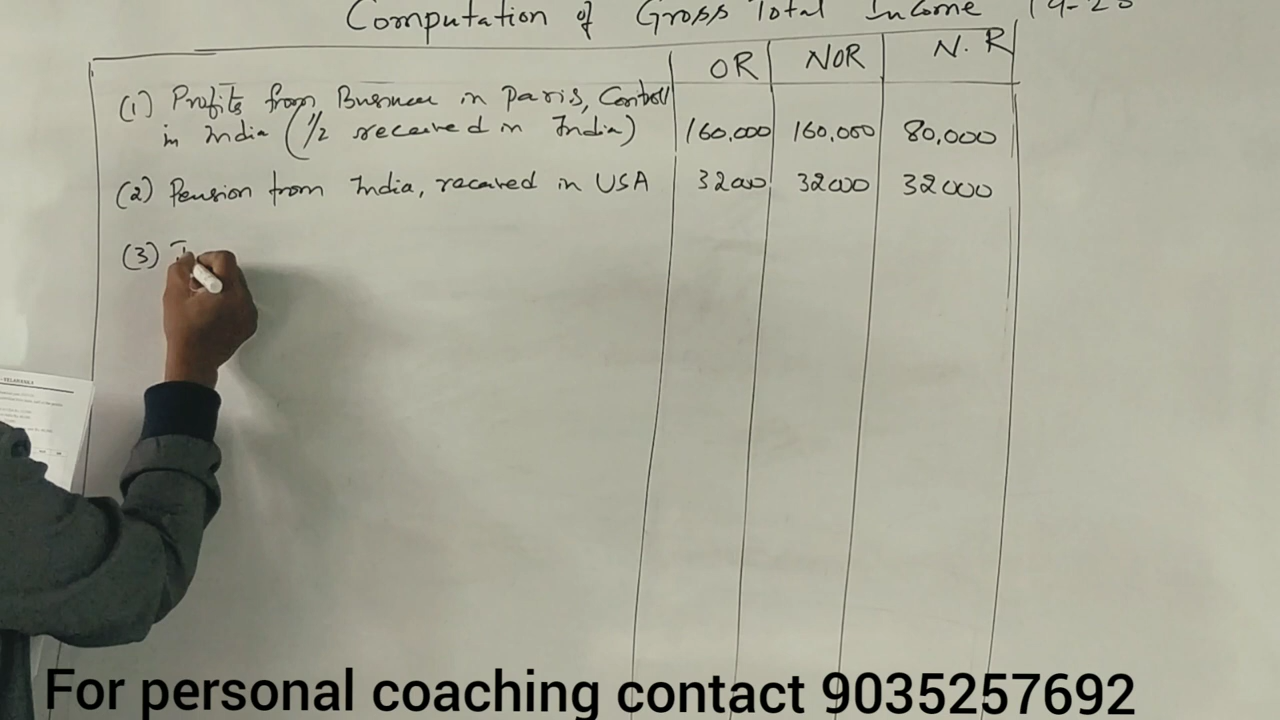 Computation of Gross Total Income 19-20
OR NOR N.R
(1) Profits from Business in Paris, Controll
in India (1/2 received in India) 160,000 160,000 80,000
(2) Pension from India, received in USA 32000 32000 32000
(3) I
For personal coaching contact 9035257692